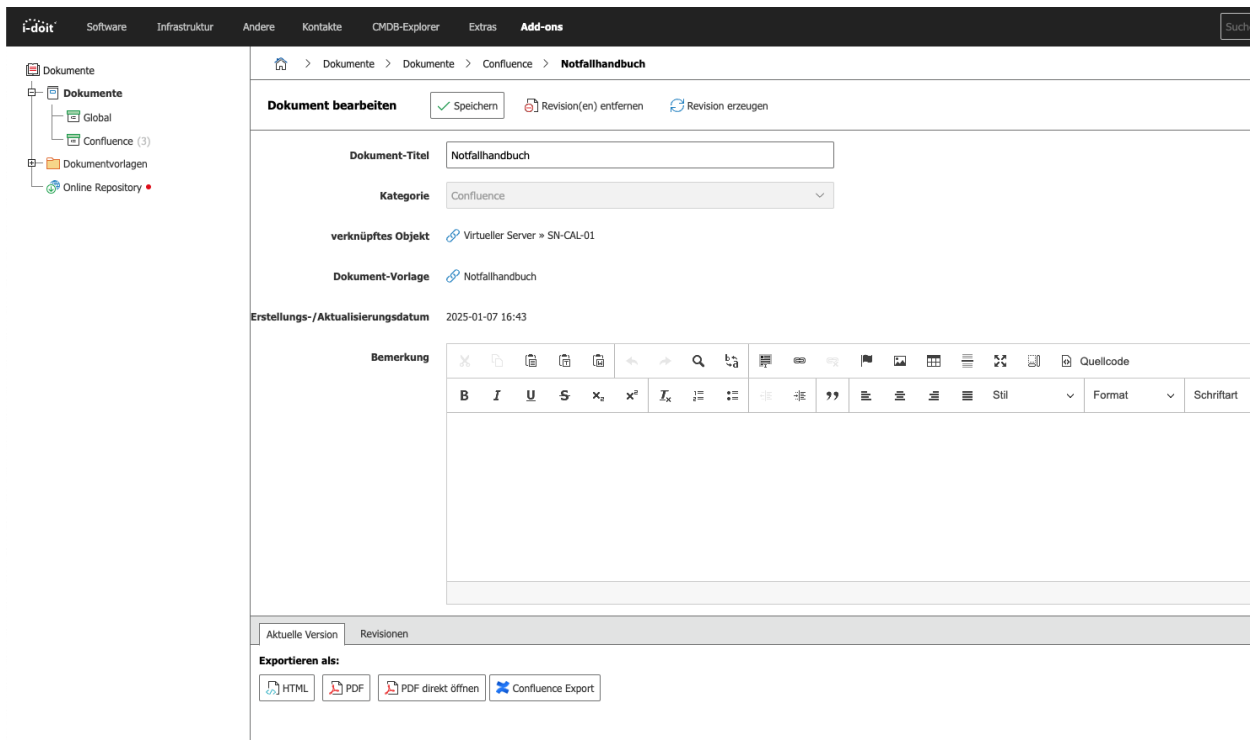 i-doit Software Infrastruktur Andere Kontakte CMDB-Explorer Extras Add-ons
Dokumente
Dokumente
Global
Confluence (3)
Dokumentvorlagen
Online Repository
> Dokumente > Dokumente > Confluence > Notfallhandbuch
Dokument bearbeiten Speichern Revision(en) entfernen Revision erzeugen
Dokument-Titel Notfallhandbuch
Kategorie Confluence
verknüpftes Objekt Virtueller Server » SN-CAL-01
Dokument-Vorlage Notfallhandbuch
Erstellungs-/Aktualisierungsdatum 2025-01-07 16:43
Bemerkung
Quellcode
Stil Format Schriftart
Aktuelle Version Revisionen
Exportieren als:
HTML PDF PDF direkt öffnen Confluence Export